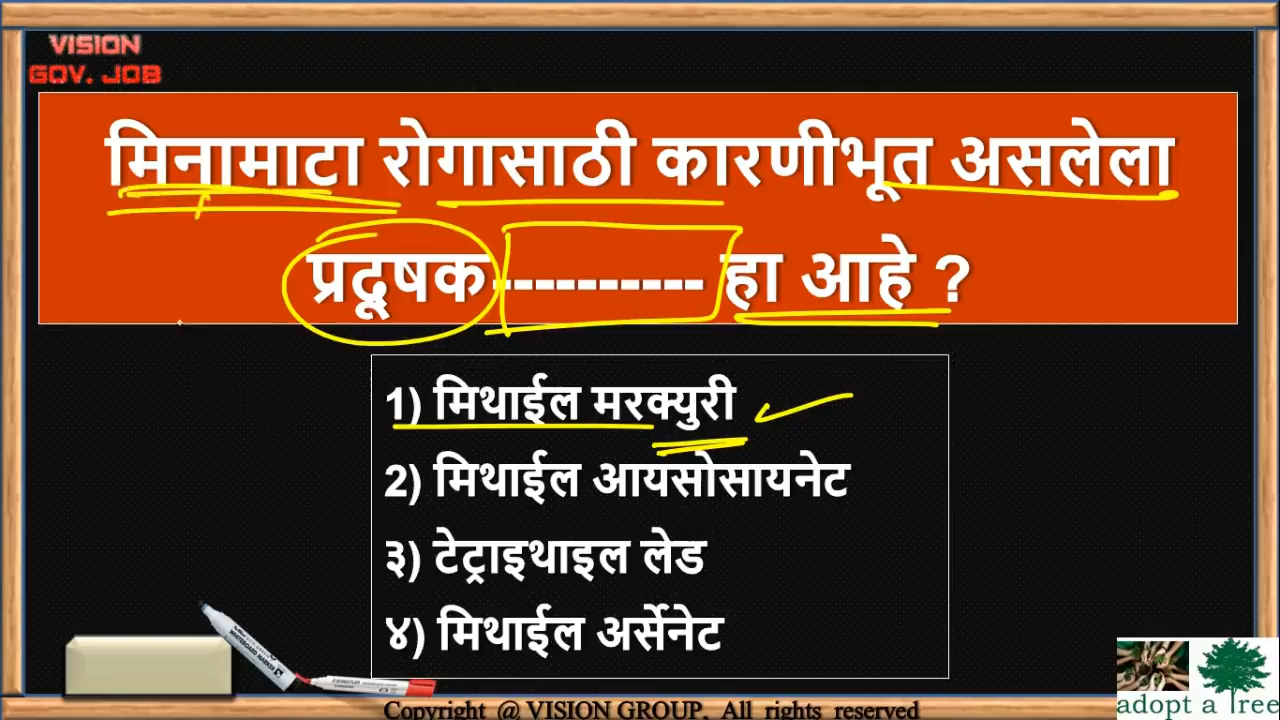 VISION
GOV. JOB
मिनामाटा रोगासाठी कारणीभूत असलेला
प्रदूषक ----------- हा आहे ?
1) मिथाईल मरक्युरी
2) मिथाईल आयसोसायनेट
३) टेट्राइथाइल लेड
४) मिथाईल अर्सेनेट
adopt a Tree
Copyright @ VISION GROUP, All rights reserved